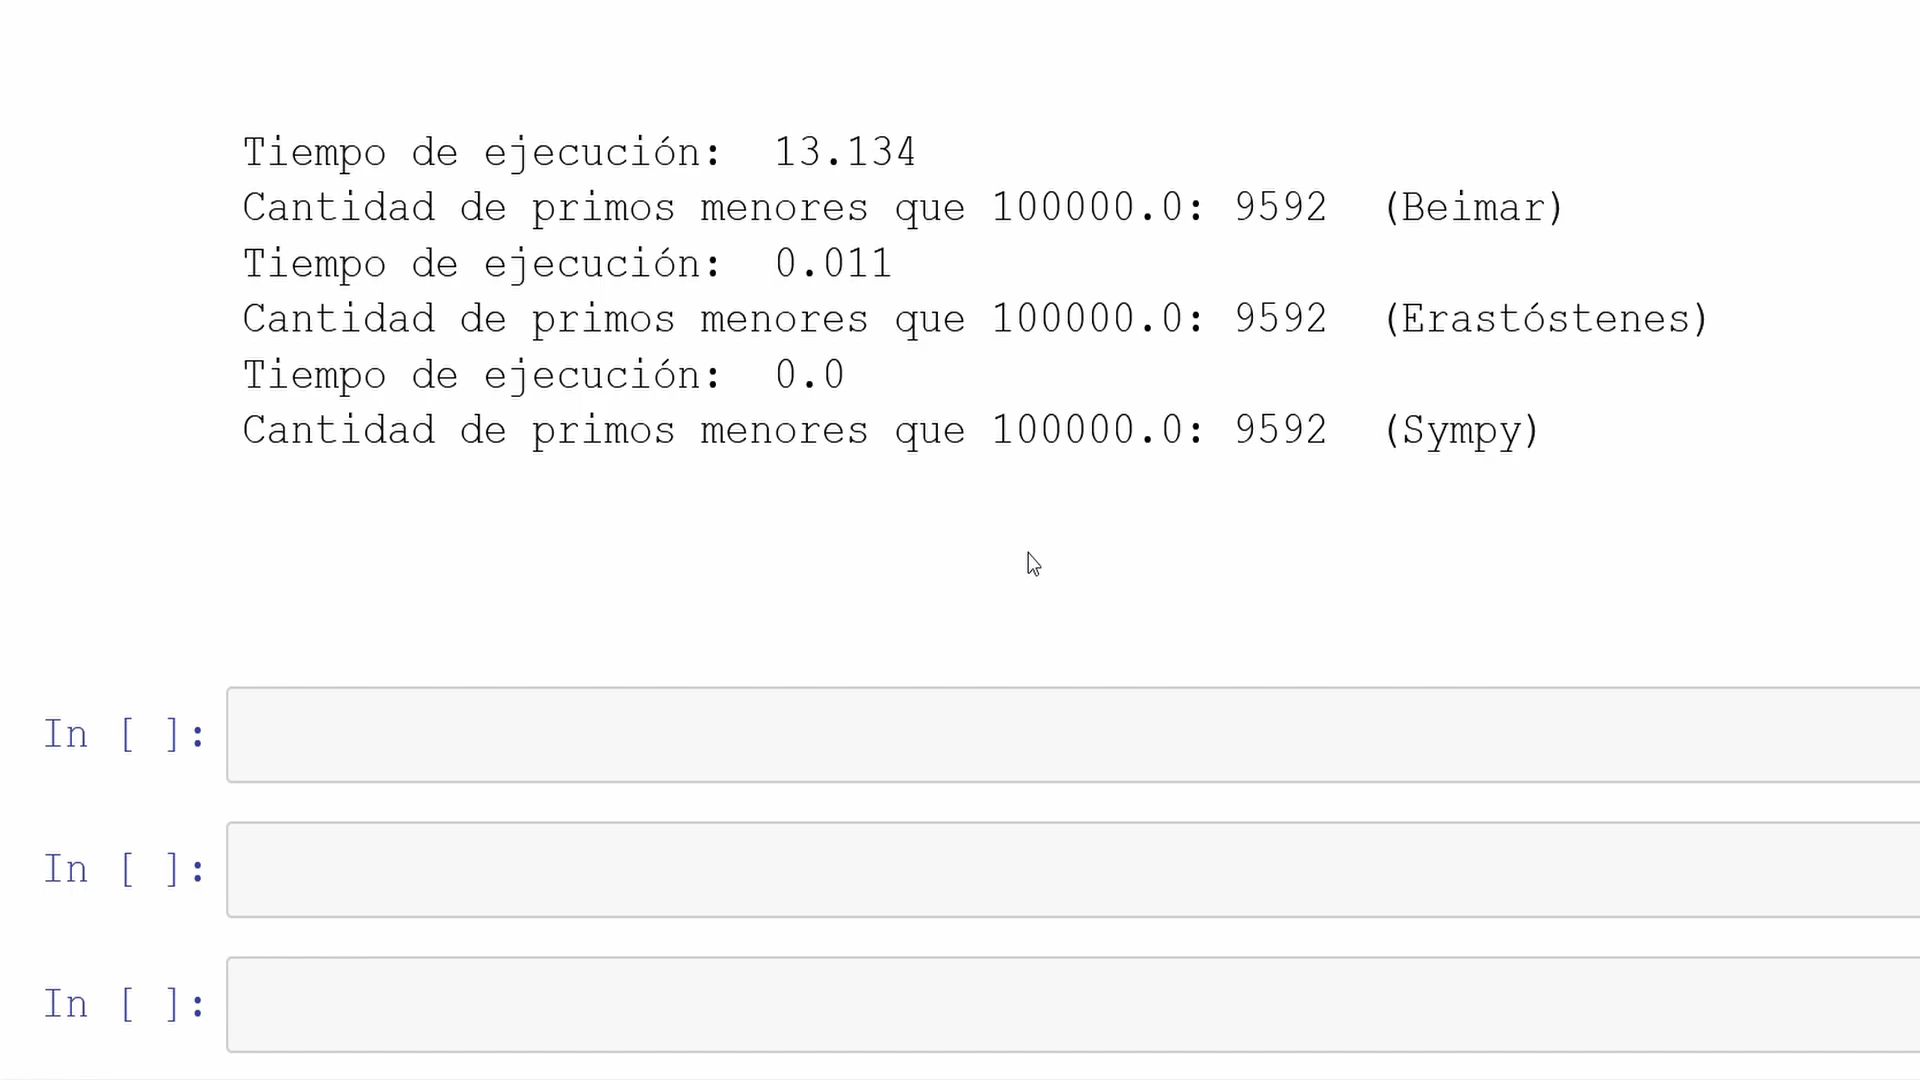 Tiempo de ejecución:  13.134
Cantidad de primos menores que 100000.0: 9592  (Beimar)
Tiempo de ejecución:  0.011
Cantidad de primos menores que 100000.0: 9592  (Erastóstenes)
Tiempo de ejecución:  0.0
Cantidad de primos menores que 100000.0: 9592  (Sympy)
In [ ]:
In [ ]:
In [ ]: